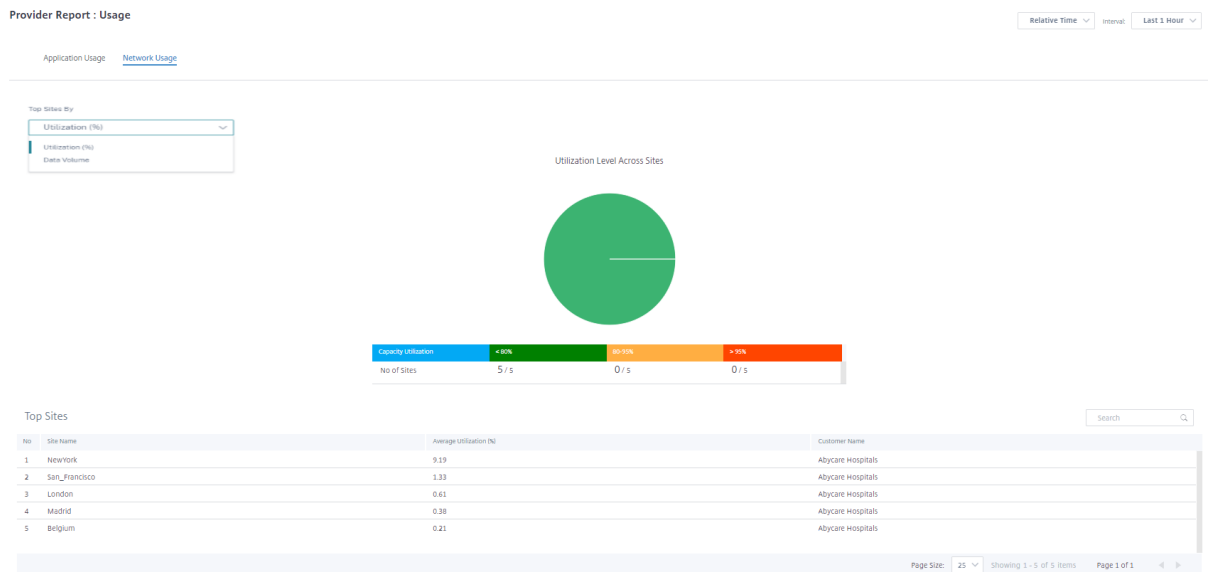 Provider Report : Usage
Relative Time Interval: Last 1 Hour
Application Usage Network Usage
Top Sites By
Utilization (%)
Utilization (%)
Data Volume
Utilization Level Across Sites
Capacity Utilization < 80% 80-95% > 95%
No of Sites 5 / 5 0 / 5 0 / 5
Top Sites Search
No Site Name Average Utilization (%) Customer Name
1 NewYork 9.19 Abycare Hospitals
2 San_Francisco 1.33 Abycare Hospitals
3 London 0.61 Abycare Hospitals
4 Madrid 0.38 Abycare Hospitals
5 Belgium 0.21 Abycare Hospitals
Page Size: 25 Showing 1 - 5 of 5 items Page 1 of 1